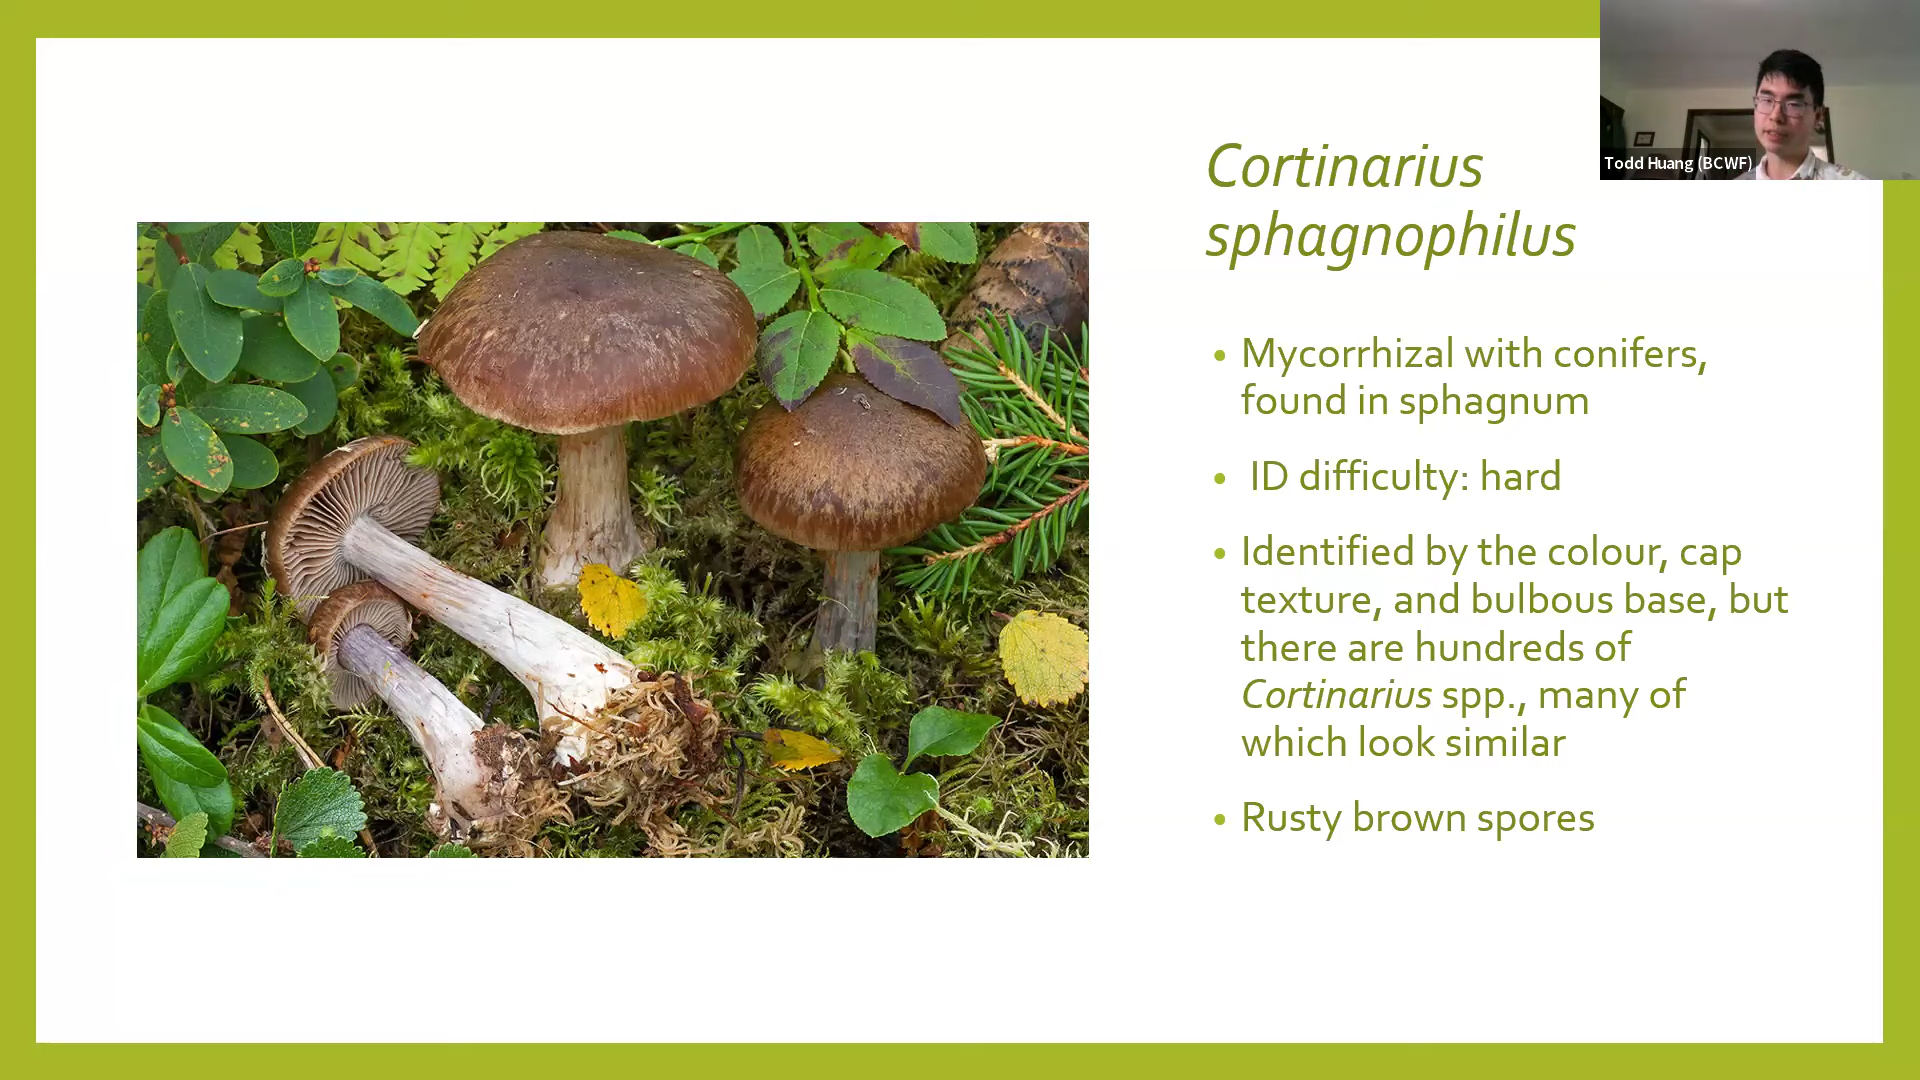 Todd Huang (BCWF)
Cortinarius
sphagnophilus
• Mycorrhizal with conifers,
found in sphagnum
• ID difficulty: hard
• Identified by the colour, cap
texture, and bulbous base, but
there are hundreds of
Cortinarius spp., many of
which look similar
• Rusty brown spores